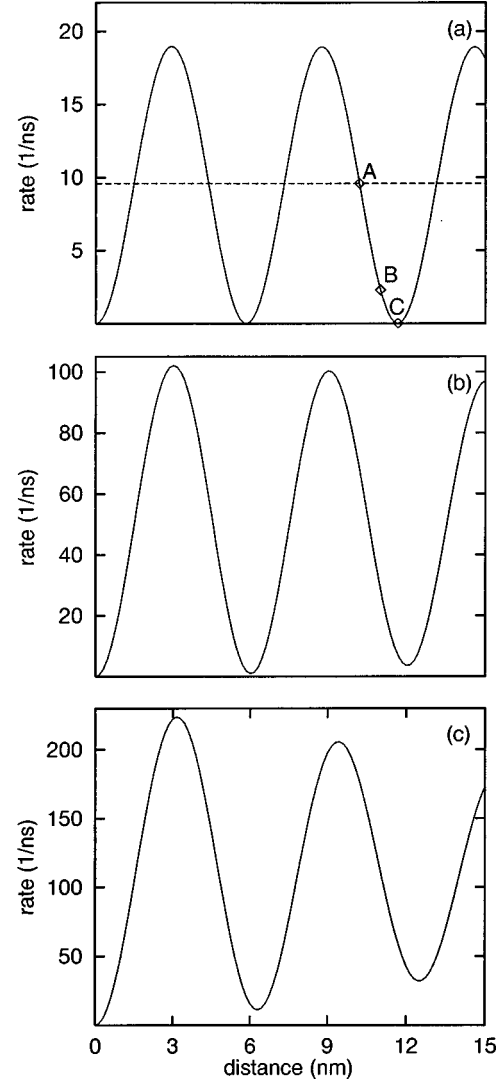 (a)
20
15
10
5
rate (1/ns)
A
B
C
(b)
100
80
60
40
20
rate (1/ns)
(c)
200
150
100
50
rate (1/ns)
0 3 6 9 12 15
distance (nm)